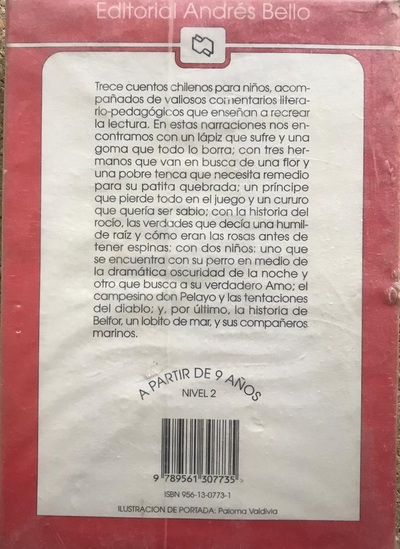 Editorial Andrés Bello
Trece cuentos chilenos para niños, acom-
pañados de valiosos comentarios litera-
rio-pedagógicos que enseñan a recrear
la lectura. En estas narraciones nos en-
contramos con un lápiz que sufre y una
goma que todo lo borra; con tres her-
manos que van en busca de una flor y
una pobre tenca que necesita remedio
para su patita quebrada; un príncipe
que pierde todo en el juego y un cururo
que quería ser sabio; con la historia del
rocío, las verdades que decía una humil-
de raíz y cómo eran las rosas antes de
tener espinas; con dos niños: uno que
se encuentra con su perro en medio de
la dramática oscuridad de la noche y
otro que busca a su verdadero Amo; el
campesino don Pelayo y las tentaciones
del diablo; y, por último, la historia de
Belfor, un lobito de mar, y sus compañeros
marinos.
A PARTIR DE 9 AÑOS
NIVEL 2
9 789561 307735>
ISBN 956-13-0773-1
ILUSTRACION DE PORTADA: Paloma Valdivia